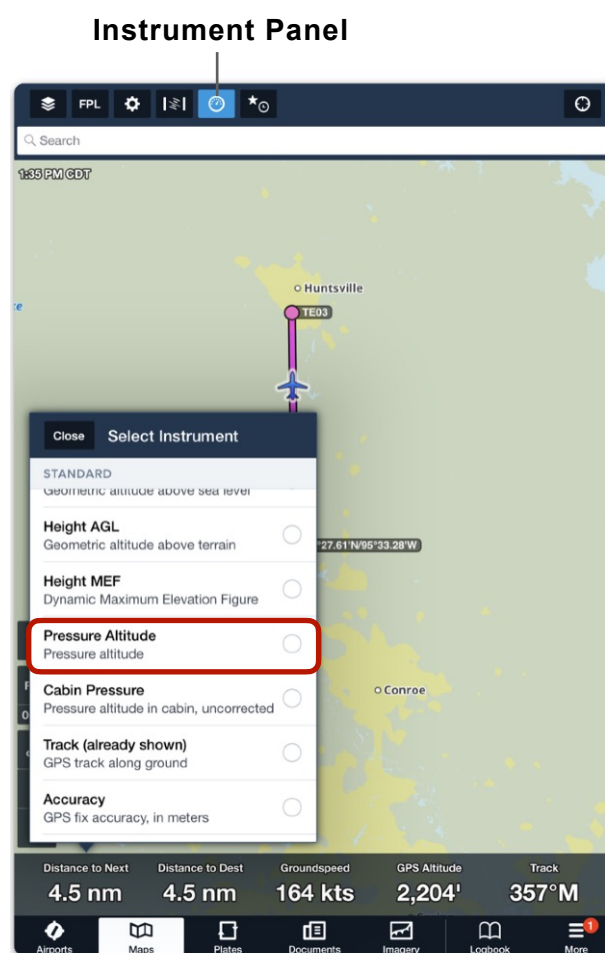 Instrument Panel
FPL
Search
1:35 PM CDT
Huntsville
TE03
Close Select Instrument
STANDARD
Geometric altitude above sea level
Height AGL
Geometric altitude above terrain
°27.61'N/95°33.28'W
Height MEF
Dynamic Maximum Elevation Figure
Pressure Altitude
Pressure altitude
Cabin Pressure
Pressure altitude in cabin, uncorrected
Conroe
Track (already shown)
GPS track along ground
Accuracy
GPS fix accuracy, in meters
Distance to Next Distance to Dest Groundspeed GPS Altitude Track
4.5 nm 4.5 nm 164 kts 2,204' 357°M
1
Airports Maps Plates Documents Imagery Logbook More